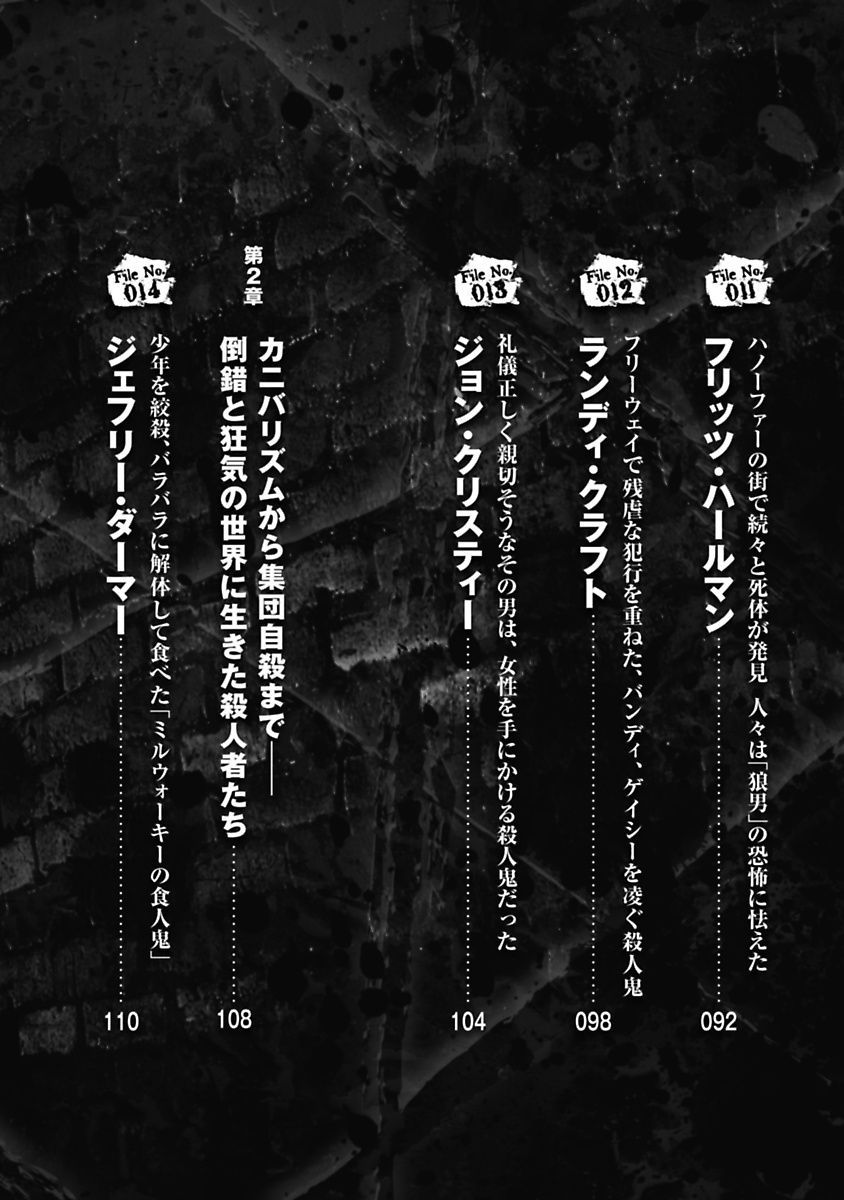 File No.
011
ハノーファーの街で続々と死体が発見 人々は「狼男」の恐怖に怯えた
フリッツ・ハールマン
092
File No.
012
フリーウェイで残虐な犯行を重ねた、バンディ、ゲイシーを凌ぐ殺人鬼
ランディ・クラフト
098
File No.
013
礼儀正しく親切そうなその男は、女性を手にかける殺人鬼だった
ジョン・クリスティー
104
第2章
カニバリズムから集団自殺まで――
倒錯と狂気の世界に生きた殺人者たち
108
File No.
014
少年を絞殺、バラバラに解体して食べた「ミルウォーキーの食人鬼」
ジェフリー・ダーマー
110